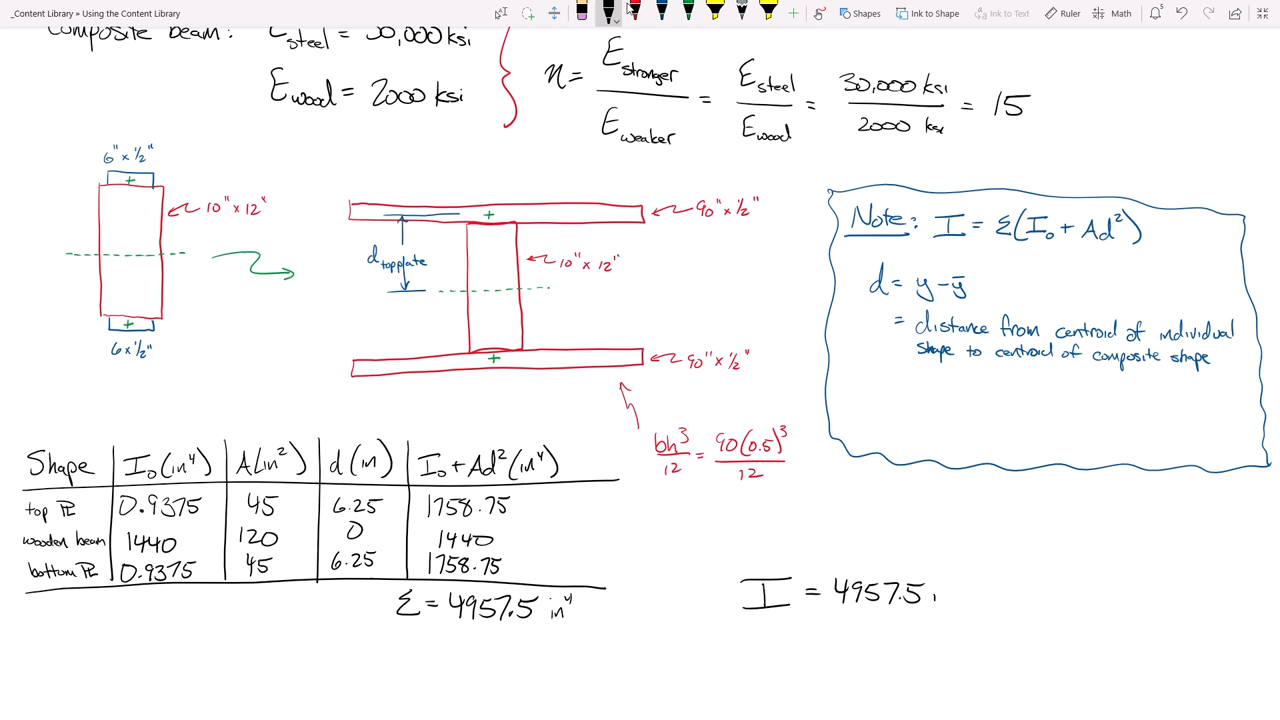 _Content Library » Using the Content Library
Shapes
Ink to Shape
Ink to Text
Ruler
Math
5
composite beam: E steel = 30,000 ksi
E wood = 2000 ksi
n = E stronger / E weaker = E steel / E wood = 30,000 ksi / 2000 ksi = 15
6" x 1/2"
10" x 12"
6 x 1/2"
90" x 1/2"
d top plate
10" x 12"
90" x 1/2"
bh³/12 = 90(0.5)³/12
Note: I = Σ(I₀ + Ad²)
d = y - ȳ
= distance from centroid of individual
shape to centroid of composite shape
Shape I₀(in⁴) A(in²) d(in) I₀ + Ad²(in⁴)
top PL 0.9375 45 6.25 1758.75
wooden beam 1440 120 0 1440
bottom PL 0.9375 45 6.25 1758.75
Σ = 4957.5 in⁴
I = 4957.5